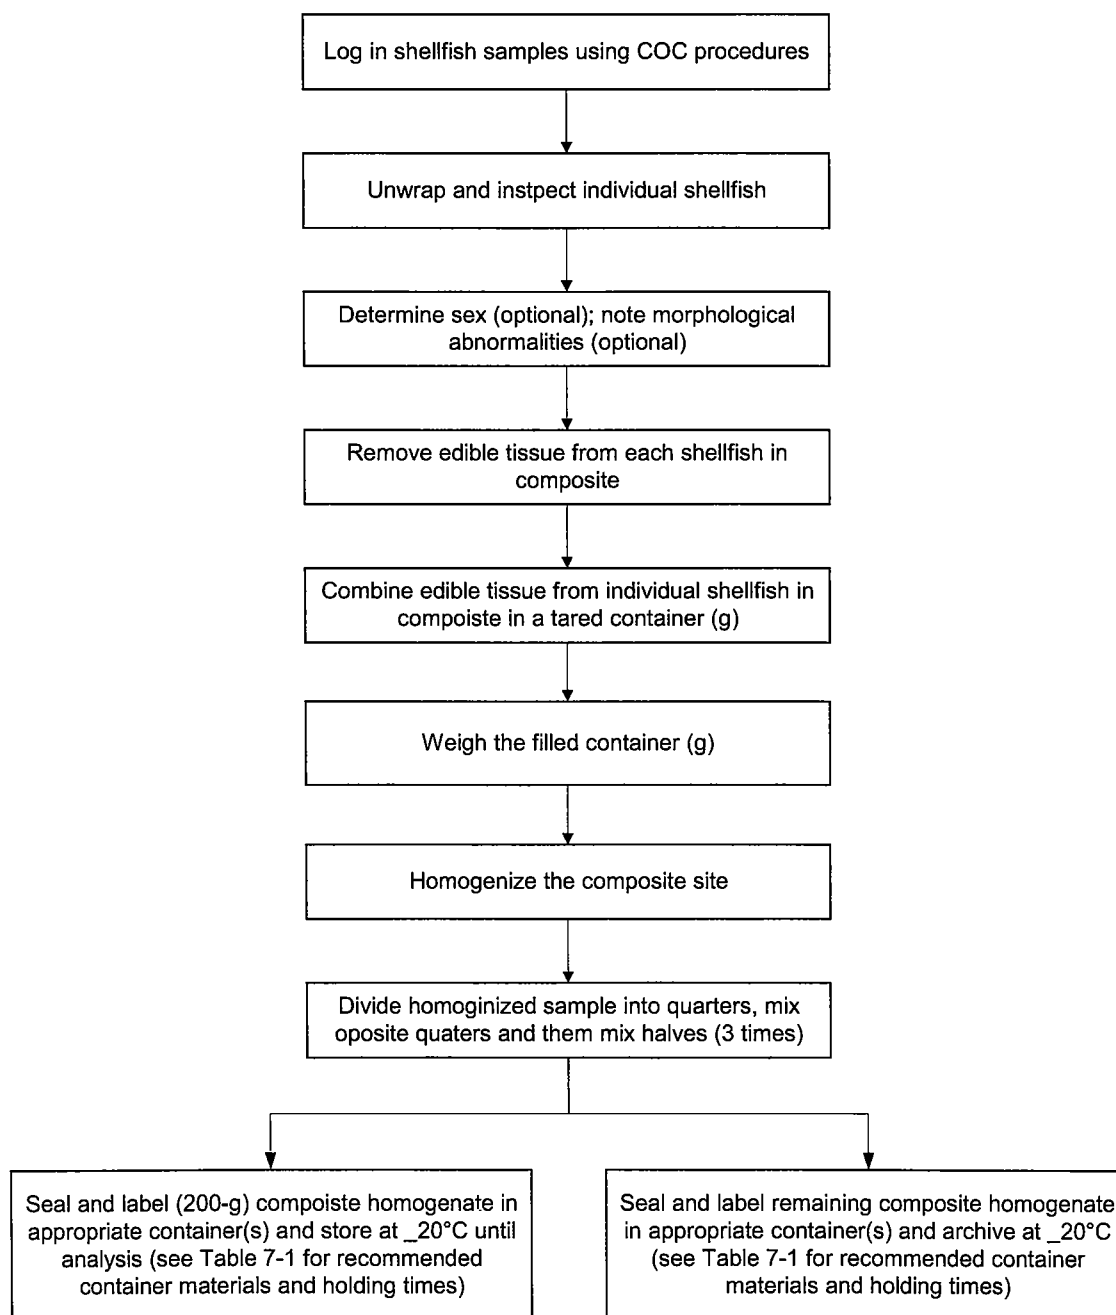 Log in shellfish samples using COC procedures
Unwrap and instpect individual shellfish
Determine sex (optional); note morphological
abnormalities (optional)
Remove edible tissue from each shellfish in
composite
Combine edible tissue from individual shellfish in
compoiste in a tared container (g)
Weigh the filled container (g)
Homogenize the composite site
Divide homoginized sample into quarters, mix
oposite quaters and them mix halves (3 times)
Seal and label (200-g) compoiste homogenate in
appropriate container(s) and store at _20°C until
analysis (see Table 7-1 for recommended
container materials and holding times)
Seal and label remaining composite homogenate
in appropriate container(s) and archive at _20°C
(see Table 7-1 for recommended container
materials and holding times)